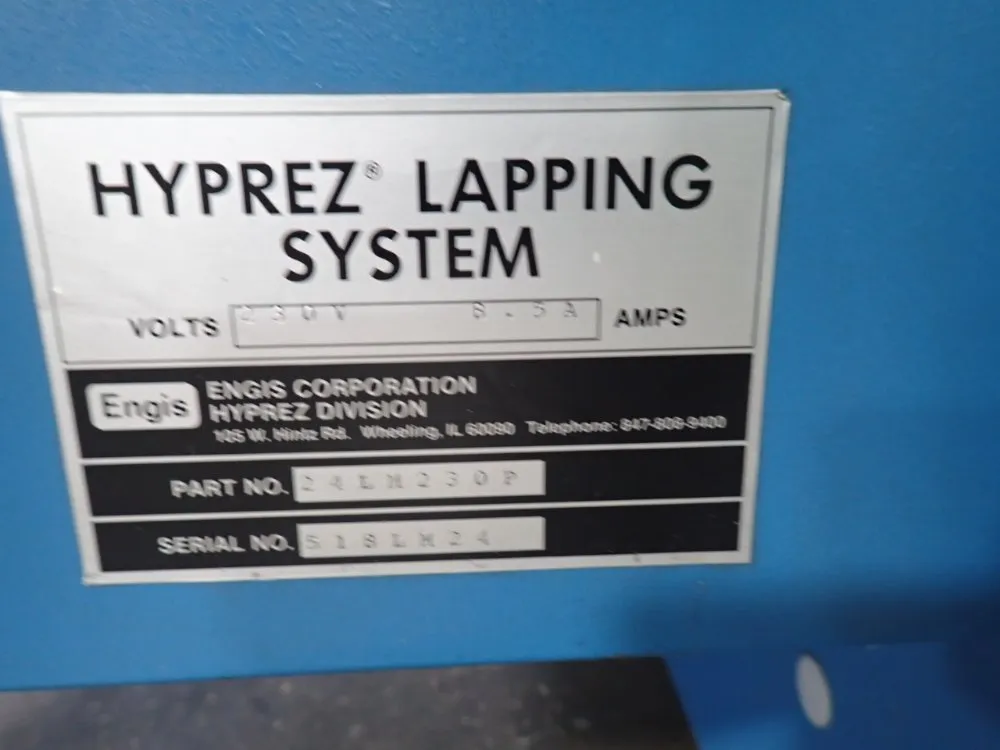 HYPREZ® LAPPING
SYSTEM
VOLTS 230V 8.5A AMPS
Engis ENGIS CORPORATION
HYPREZ DIVISION
105 W. Hintz Rd. Wheeling, IL 60090 Telephone: 847-808-9400
PART NO. 24LM230P
SERIAL NO. 518LM24